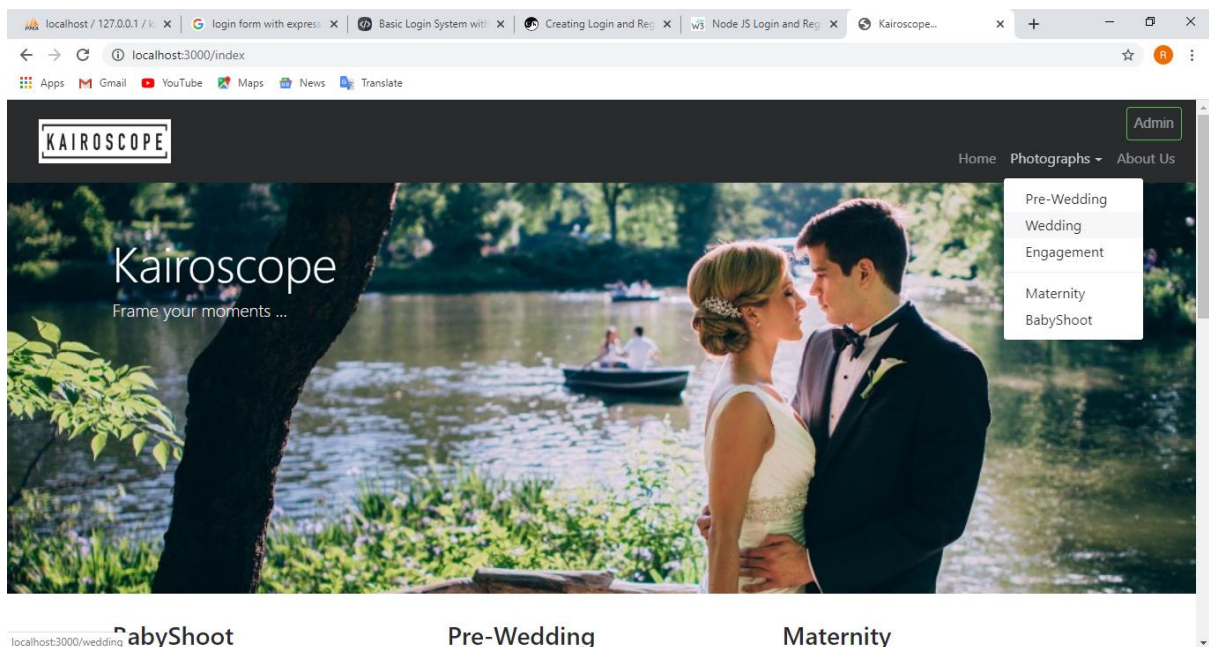 localhost / 127.0.0.1 / k
login form with express
Basic Login System with
Creating Login and Reg
Node JS Login and Reg
Kairoscope...
localhost:3000/index
R
Apps
Gmail
YouTube
Maps
News
Translate
KAIROSCOPE
Admin
Home
Photographs
About Us
Pre-Wedding
Wedding
Engagement
Maternity
BabyShoot
Kairoscope
Frame your moments ...
BabyShoot
Pre-Wedding
Maternity
localhost:3000/wedding